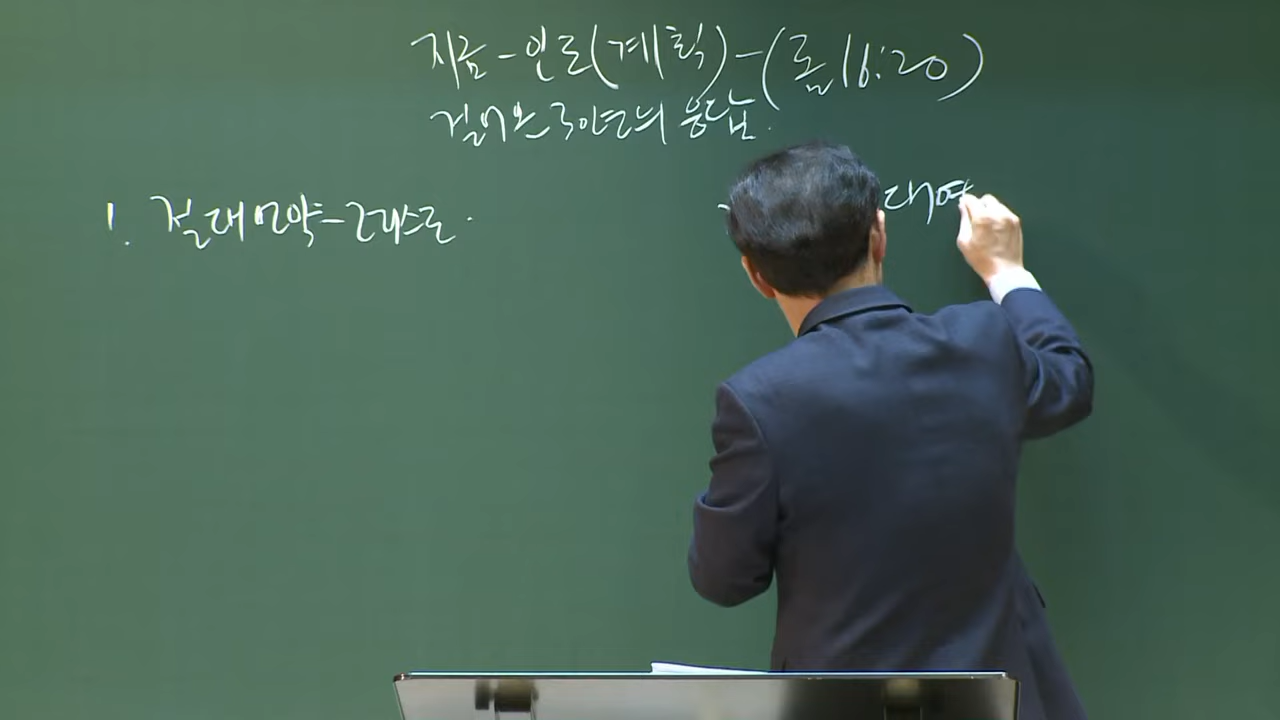 지금-인도(계획)-(롬16:20)
걸어온 30년의 응답.
1. 절대언약-그리스도.
대